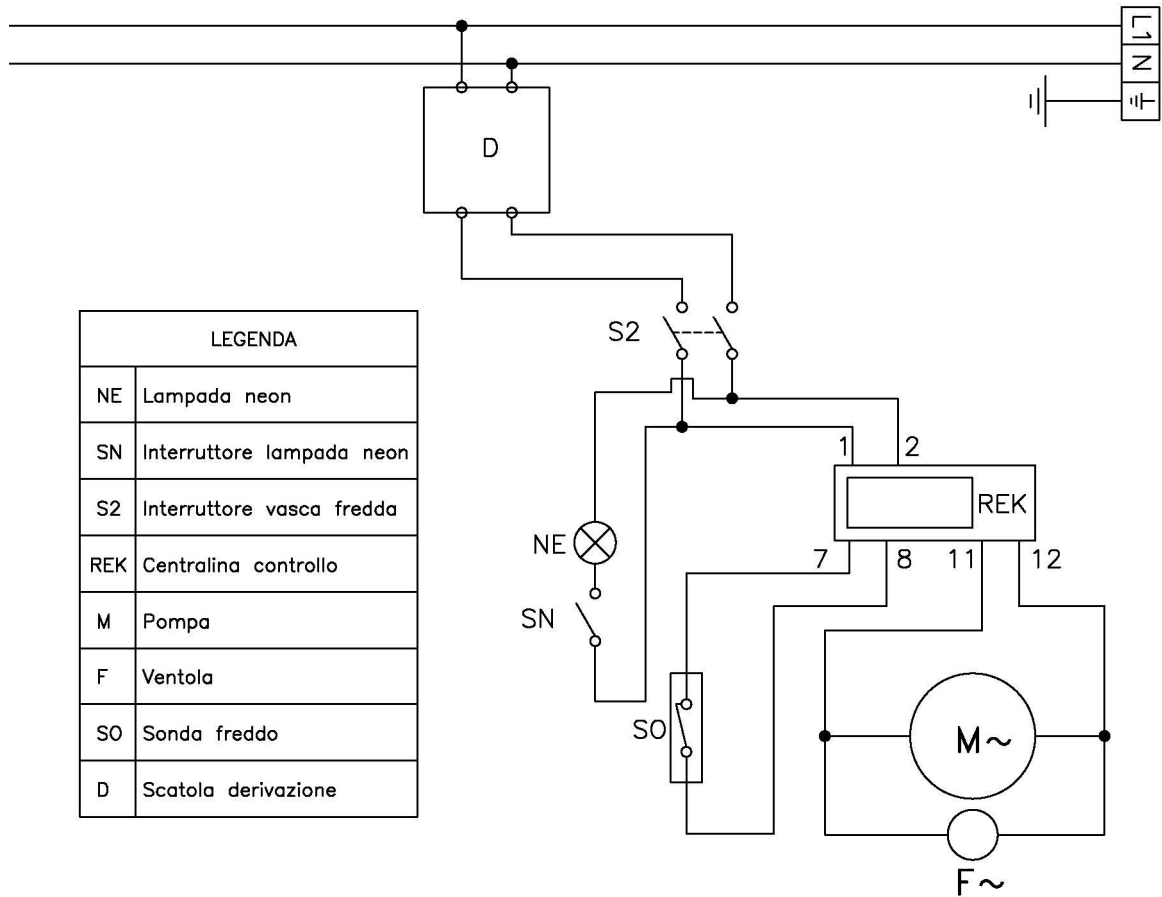 L1
N
D
S2
LEGENDA
NE Lampada neon
SN Interruttore lampada neon
S2 Interruttore vasca fredda
REK Centralina controllo
M Pompa
F Ventola
SO Sonda freddo
D Scatola derivazione
1 2
REK
NE
7 8 11 12
SN
SO
M~
F~